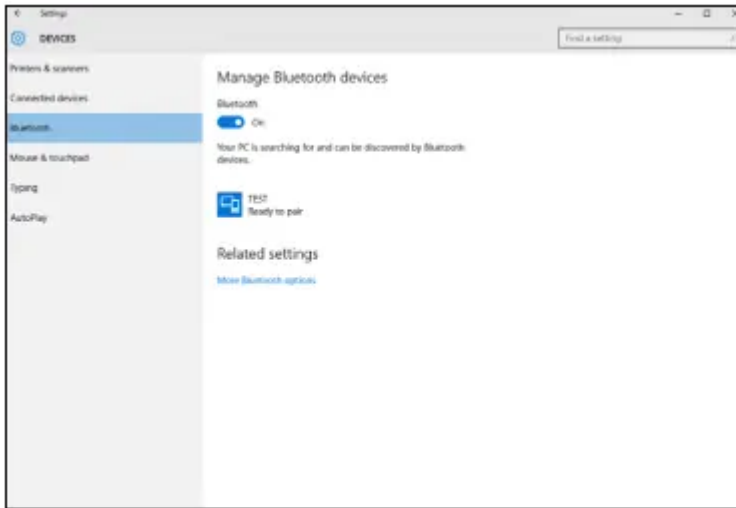 Settings
DEVICES
Find a setting
Printers & scanners
Connected devices
Bluetooth
Mouse & touchpad
Typing
AutoPlay
Manage Bluetooth devices
Bluetooth
On
Your PC is searching for and can be discovered by Bluetooth
devices.
TEST
Ready to pair
Related settings
More Bluetooth options